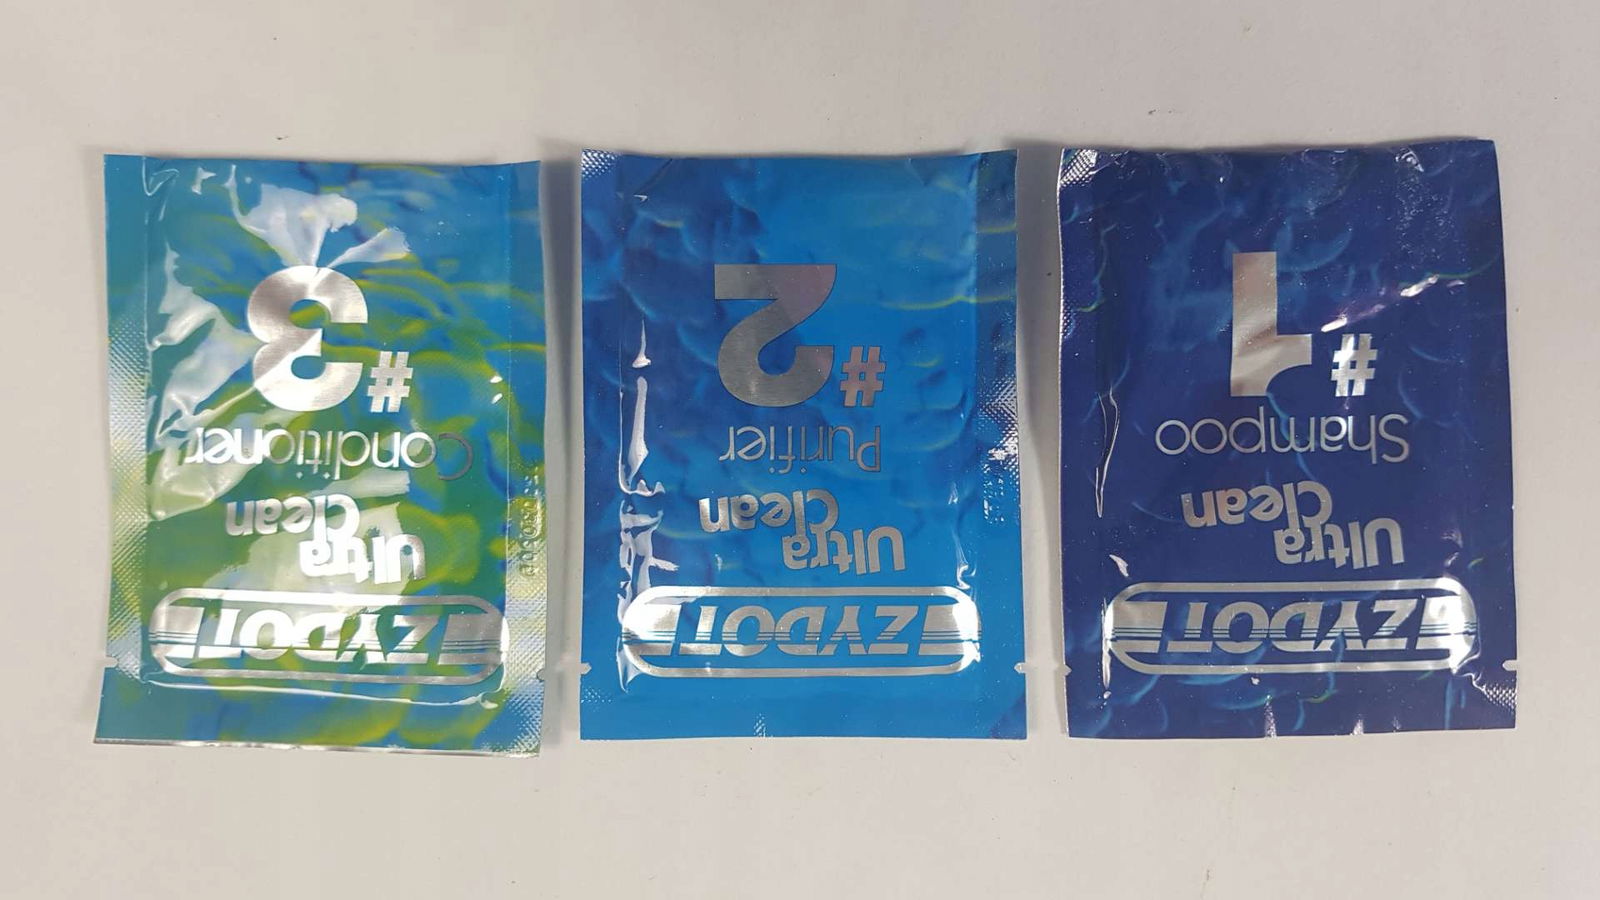 ZYDOT
Ultra
Clean
Shampoo
#1
ZYDOT
Ultra
Clean
Purifier
#2
ZYDOT
Ultra
Clean
Conditioner
#3